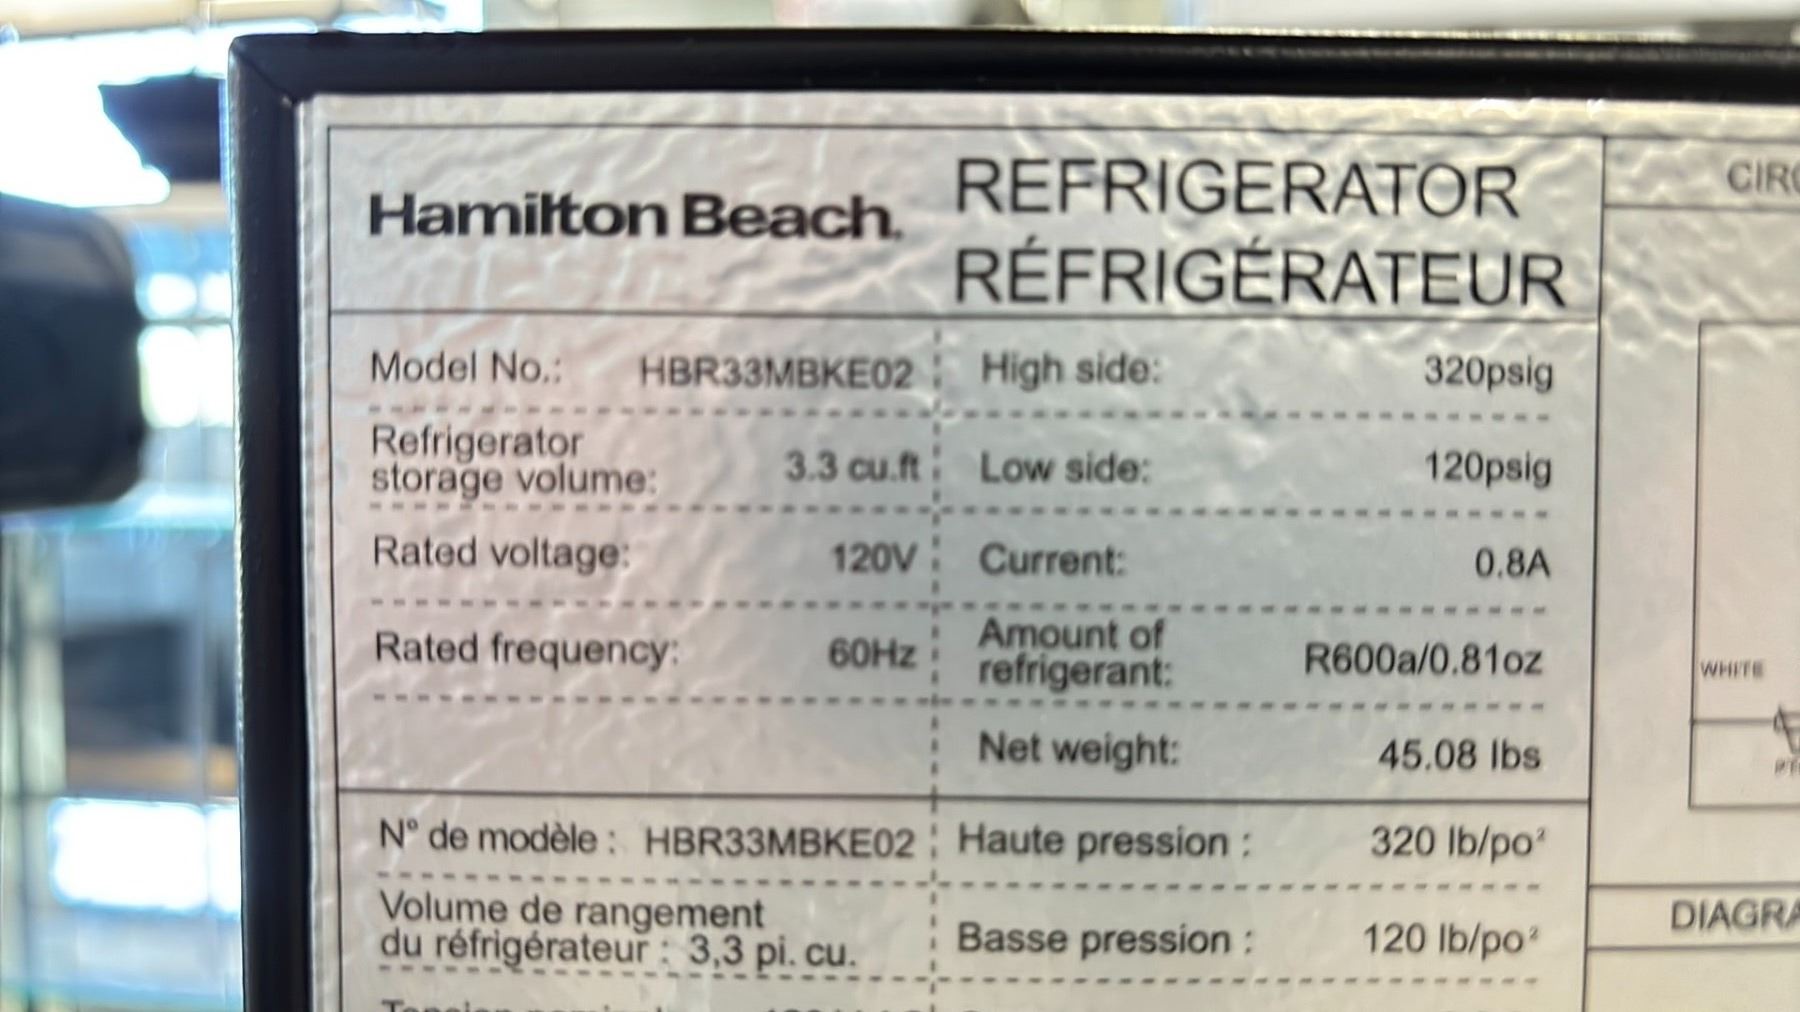 Hamilton Beach.
REFRIGERATOR
RÉFRIGÉRATEUR
Model No.: HBR33MBKE02
High side: 320psig
Refrigerator
storage volume: 3.3 cu.ft
Low side: 120psig
Rated voltage: 120V
Current: 0.8A
Rated frequency: 60Hz
Amount of
refrigerant: R600a/0.81oz
Net weight: 45.08 lbs
N° de modèle : HBR33MBKE02
Haute pression : 320 lb/po²
Volume de rangement
du réfrigérateur : 3,3 pi. cu.
Basse pression : 120 lb/po²
WHITE